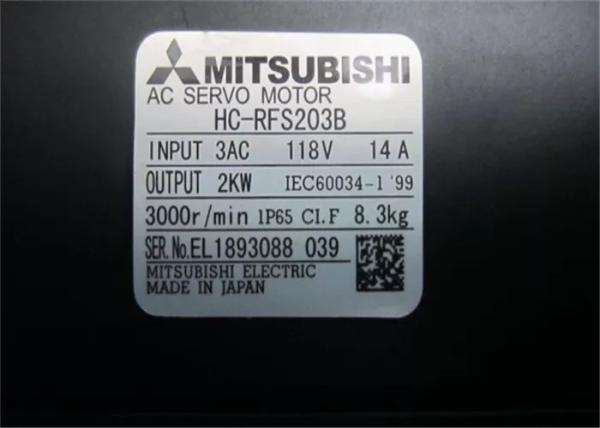 MITSUBISHI
AC SERVO MOTOR
HC-RFS203B
INPUT 3AC 118V 14A
OUTPUT 2KW IEC60034-1 '99
3000r/min IP65 CI.F 8.3kg
SER.No.EL1893088 039
MITSUBISHI ELECTRIC
MADE IN JAPAN